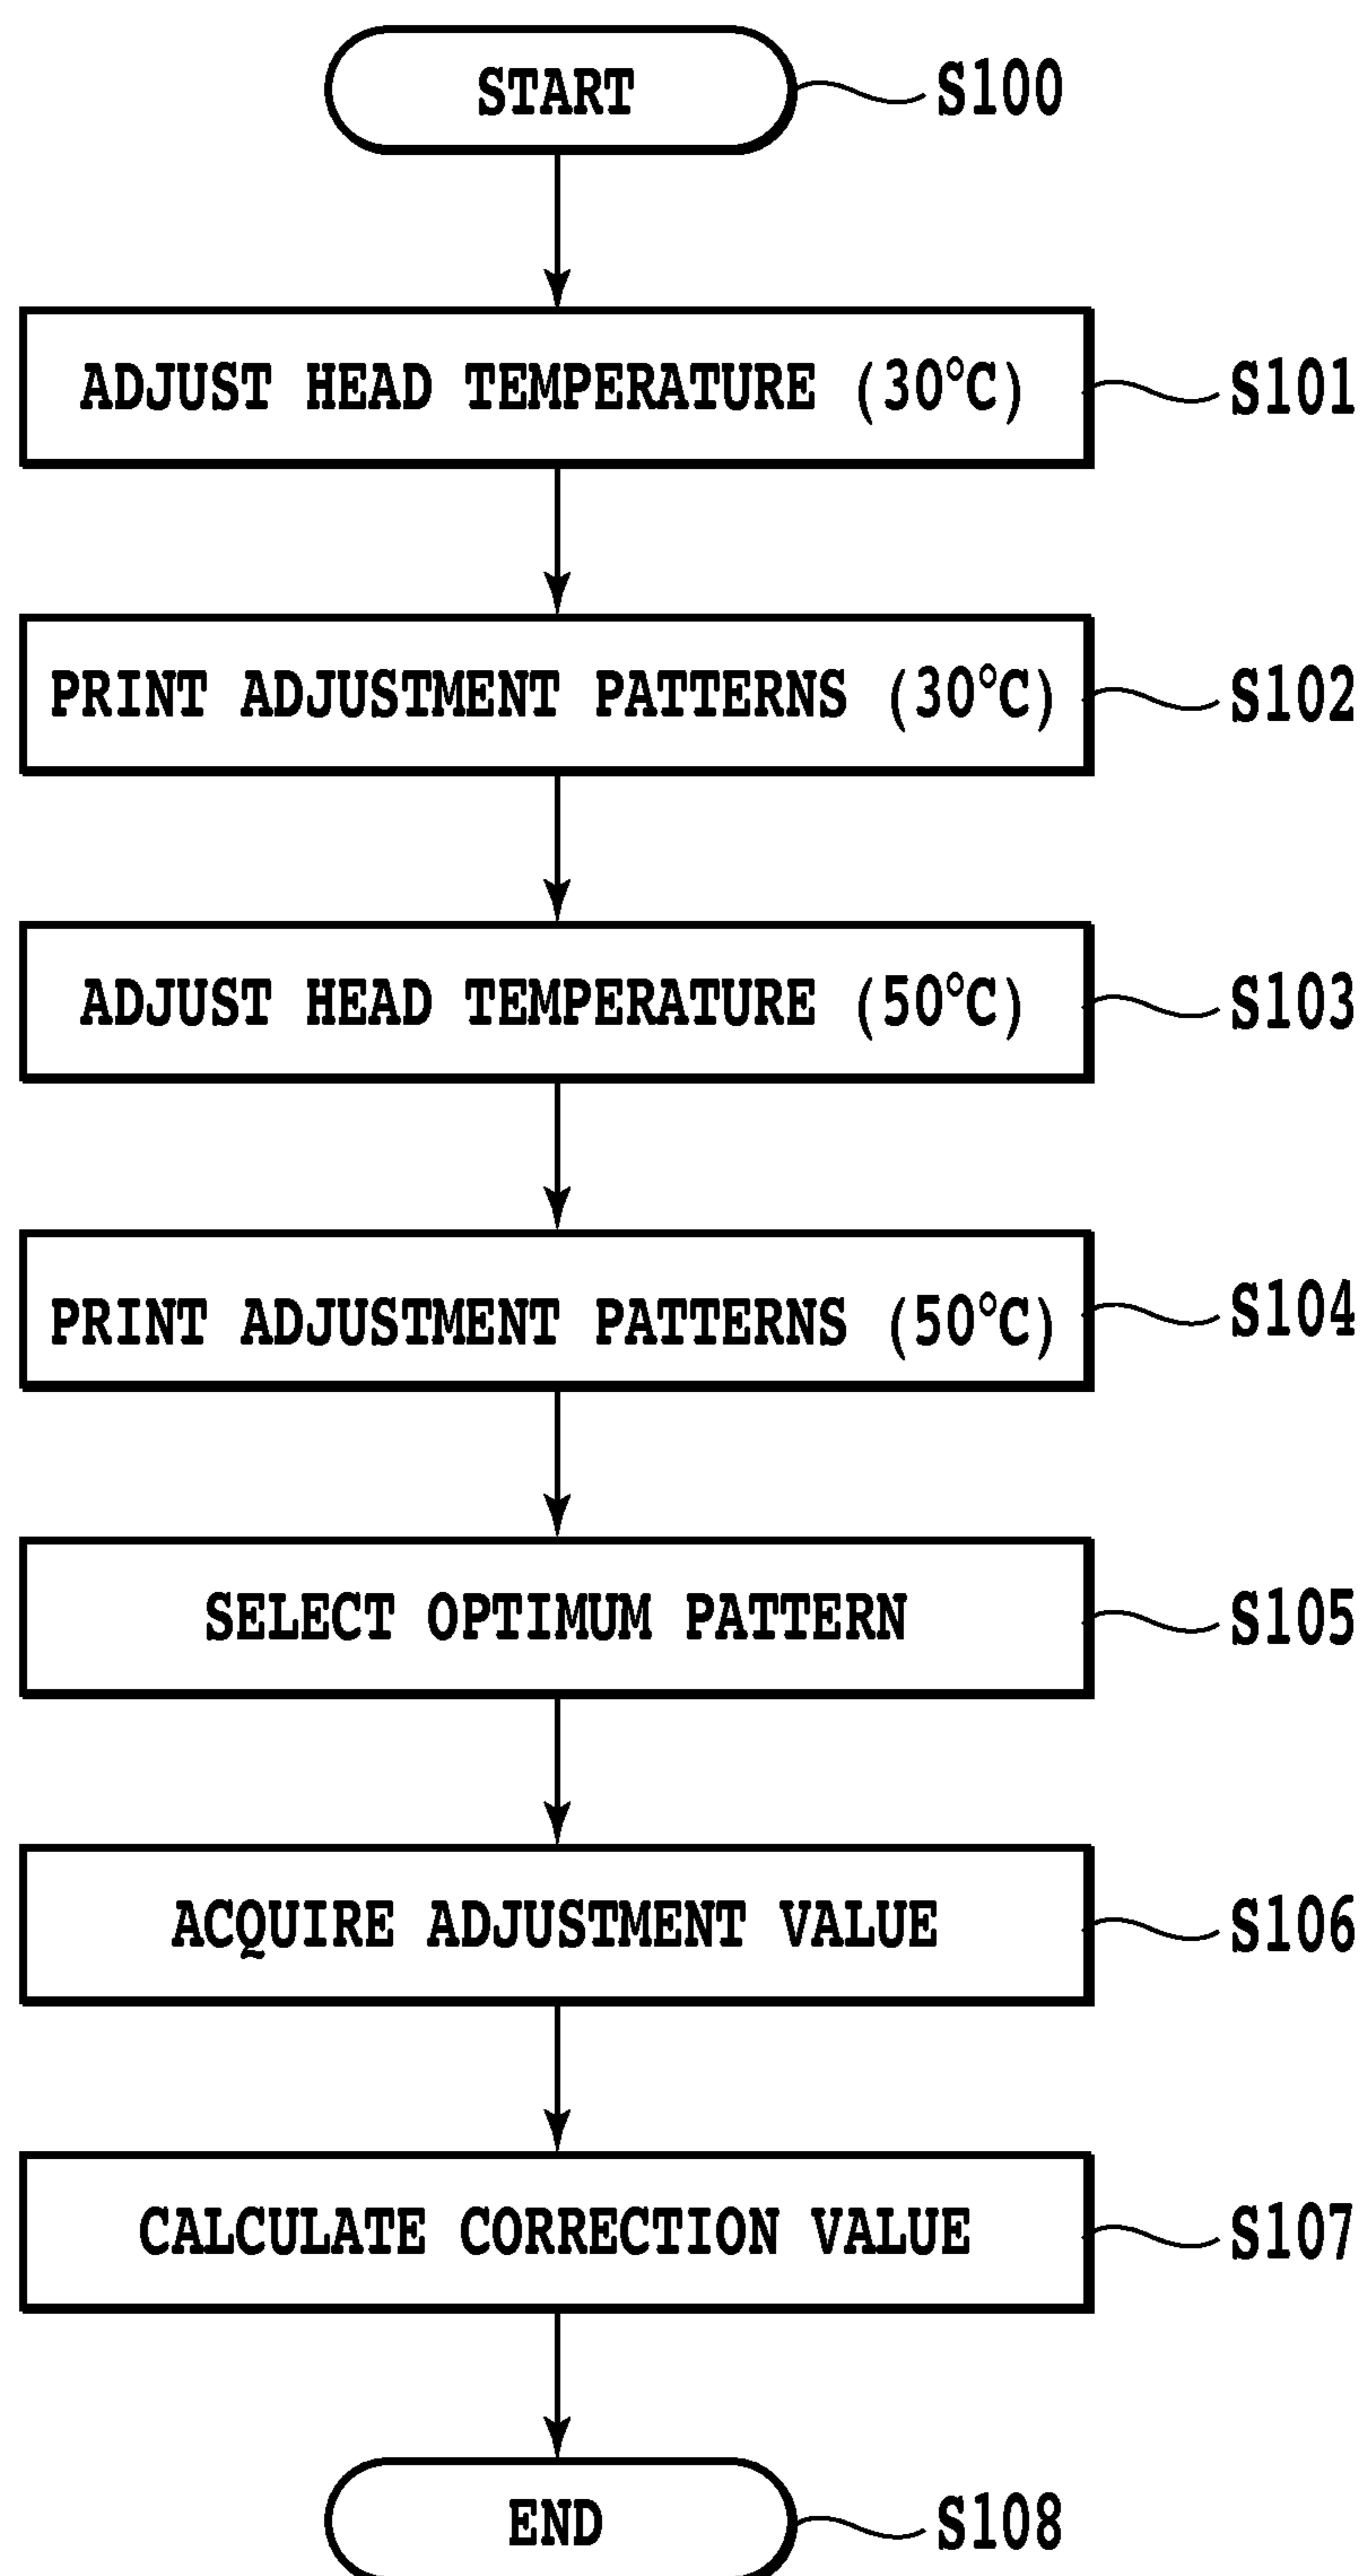 START S100
ADJUST HEAD TEMPERATURE (30°C) S101
PRINT ADJUSTMENT PATTERNS (30°C) S102
ADJUST HEAD TEMPERATURE (50°C) S103
PRINT ADJUSTMENT PATTERNS (50°C) S104
SELECT OPTIMUM PATTERN S105
ACQUIRE ADJUSTMENT VALUE S106
CALCULATE CORRECTION VALUE S107
END S108